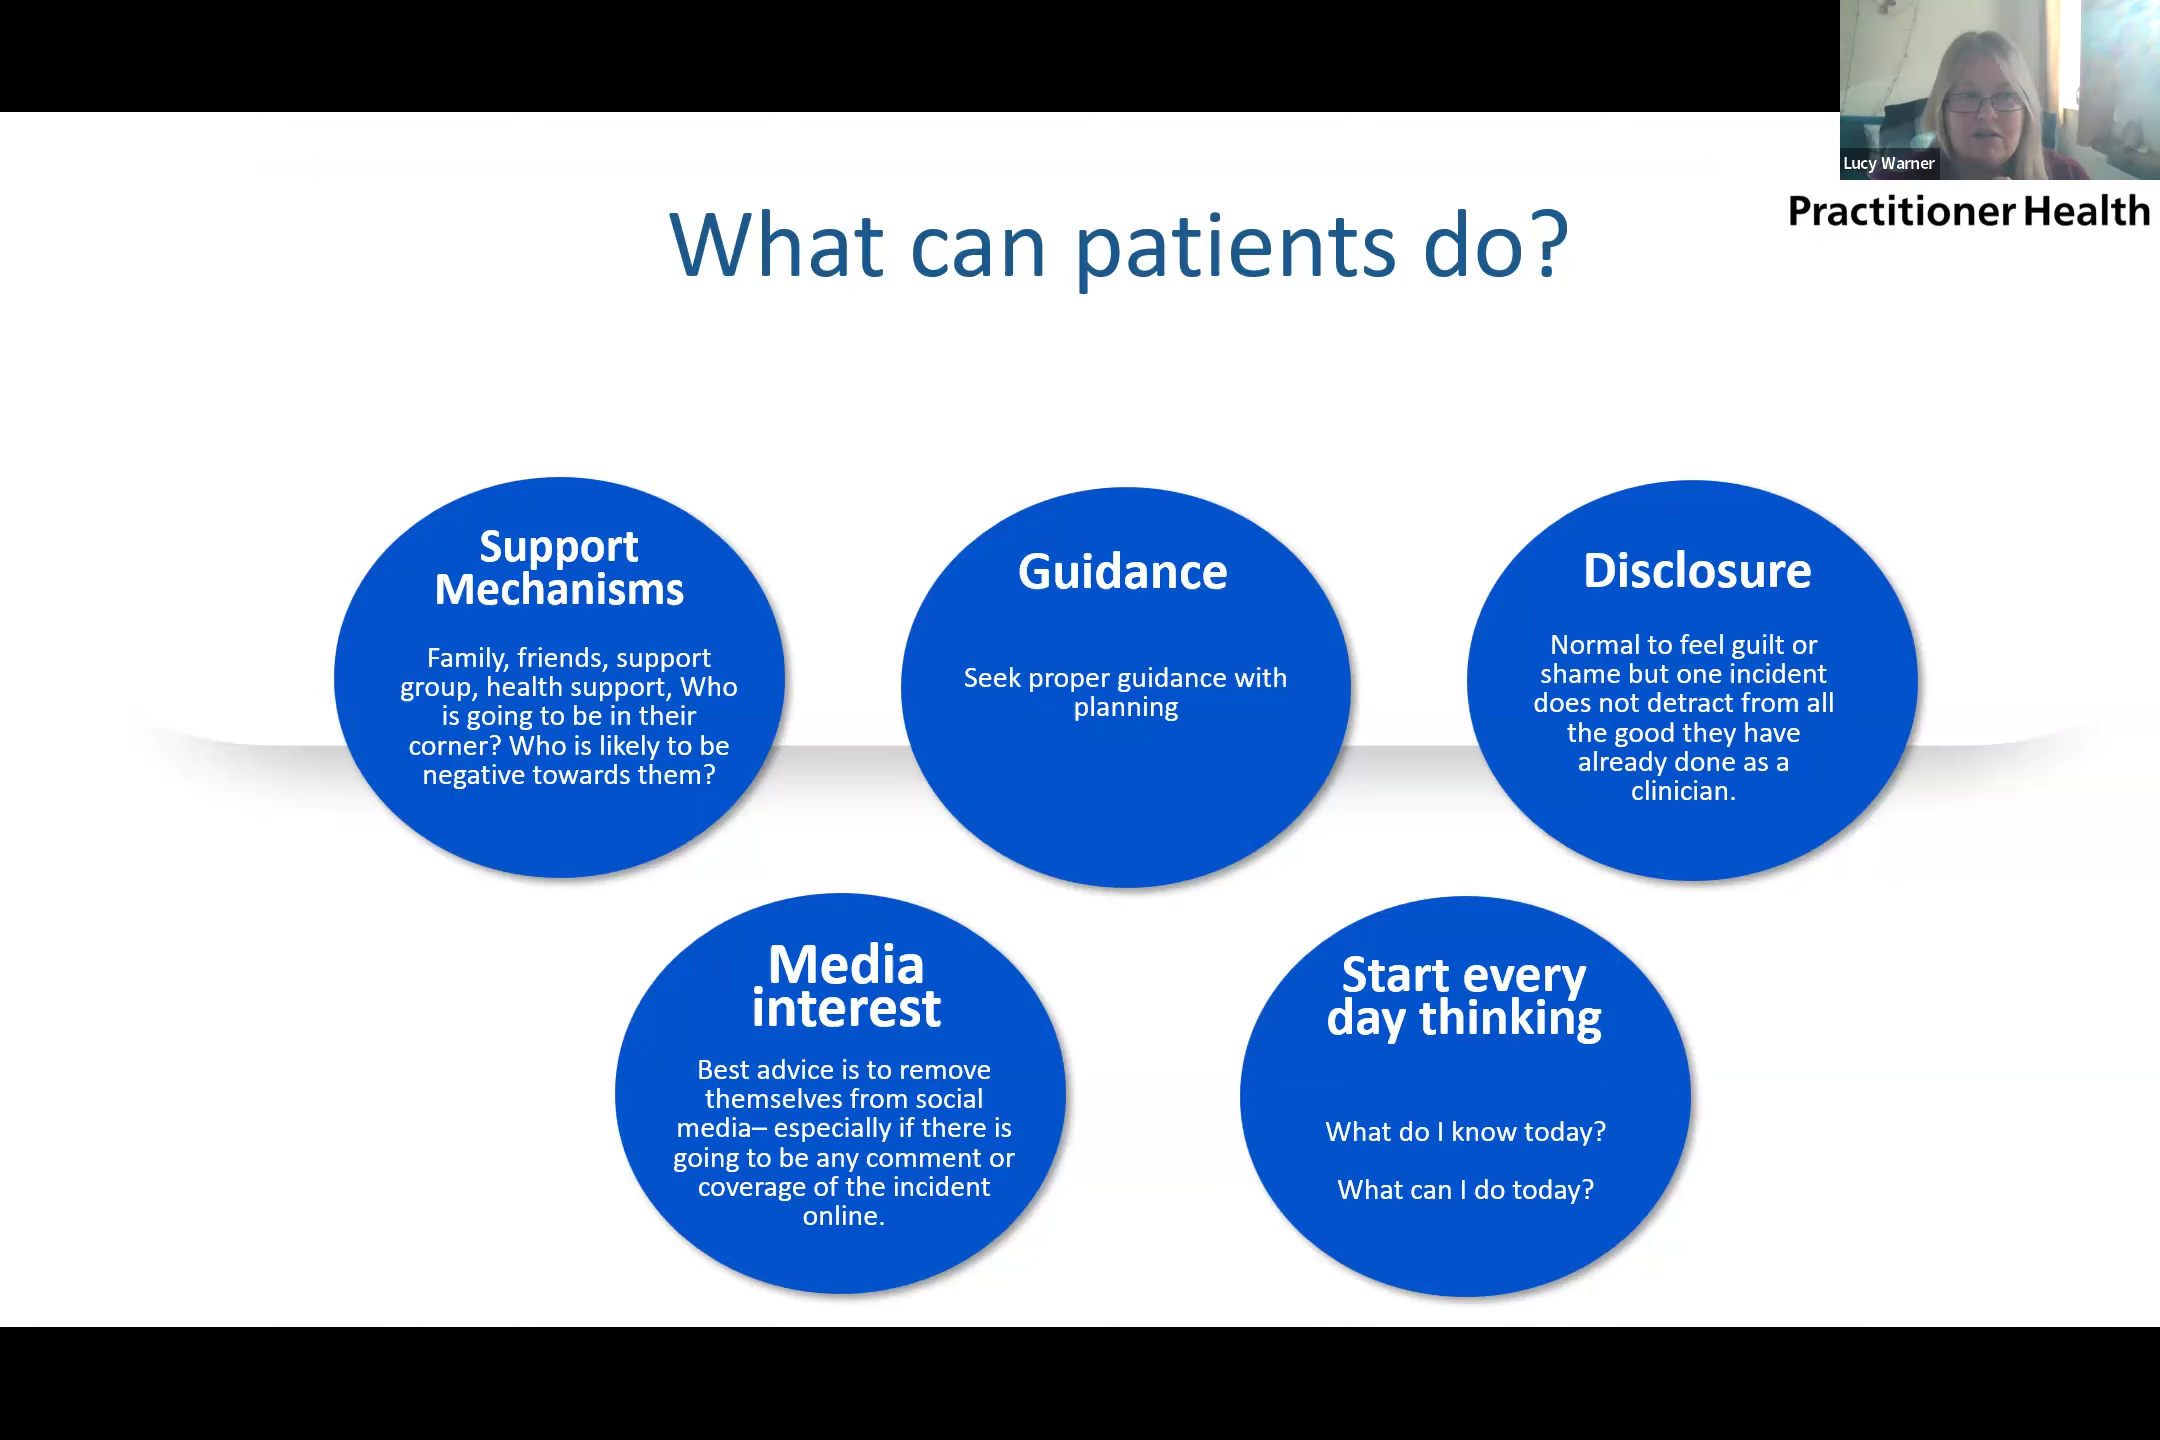 Lucy Warner
Practitioner Health
What can patients do?
Support
Mechanisms
Family, friends, support
group, health support, Who
is going to be in their
corner? Who is likely to be
negative towards them?
Guidance
Seek proper guidance with
planning
Disclosure
Normal to feel guilt or
shame but one incident
does not detract from all
the good they have
already done as a
clinician.
Media
interest
Best advice is to remove
themselves from social
media– especially if there is
going to be any comment or
coverage of the incident
online.
Start every
day thinking
What do I know today?
What can I do today?